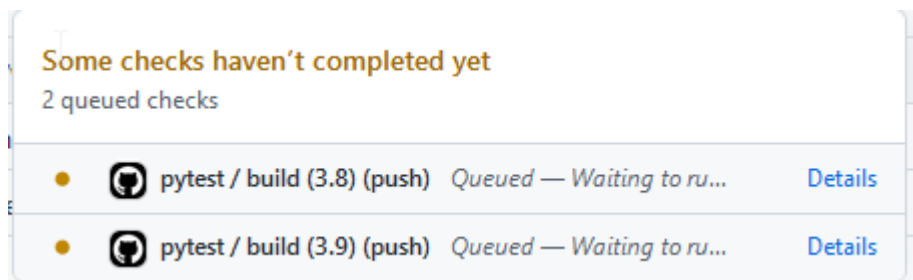 Some checks haven’t completed yet
2 queued checks
pytest / build (3.8) (push) Queued — Waiting to ru... Details
pytest / build (3.9) (push) Queued — Waiting to ru... Details